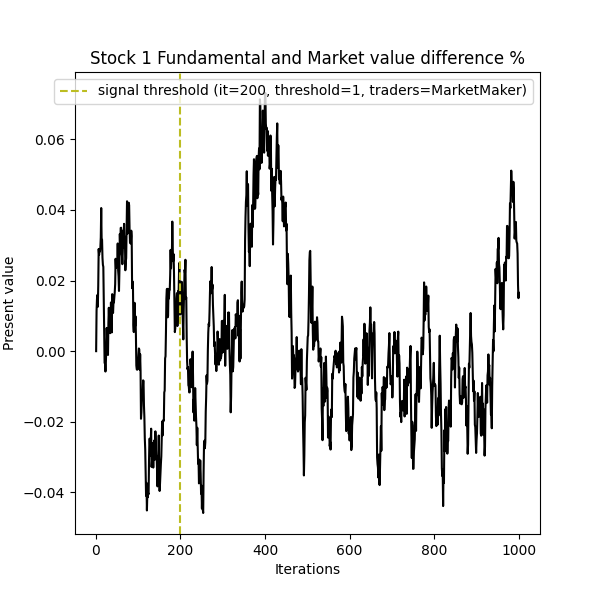 Stock 1 Fundamental and Market value difference %
signal threshold (it=200, threshold=1, traders=MarketMaker)
0.06
0.04
0.02
0.00
−0.02
−0.04
Present value
0 200 400 600 800 1000
Iterations